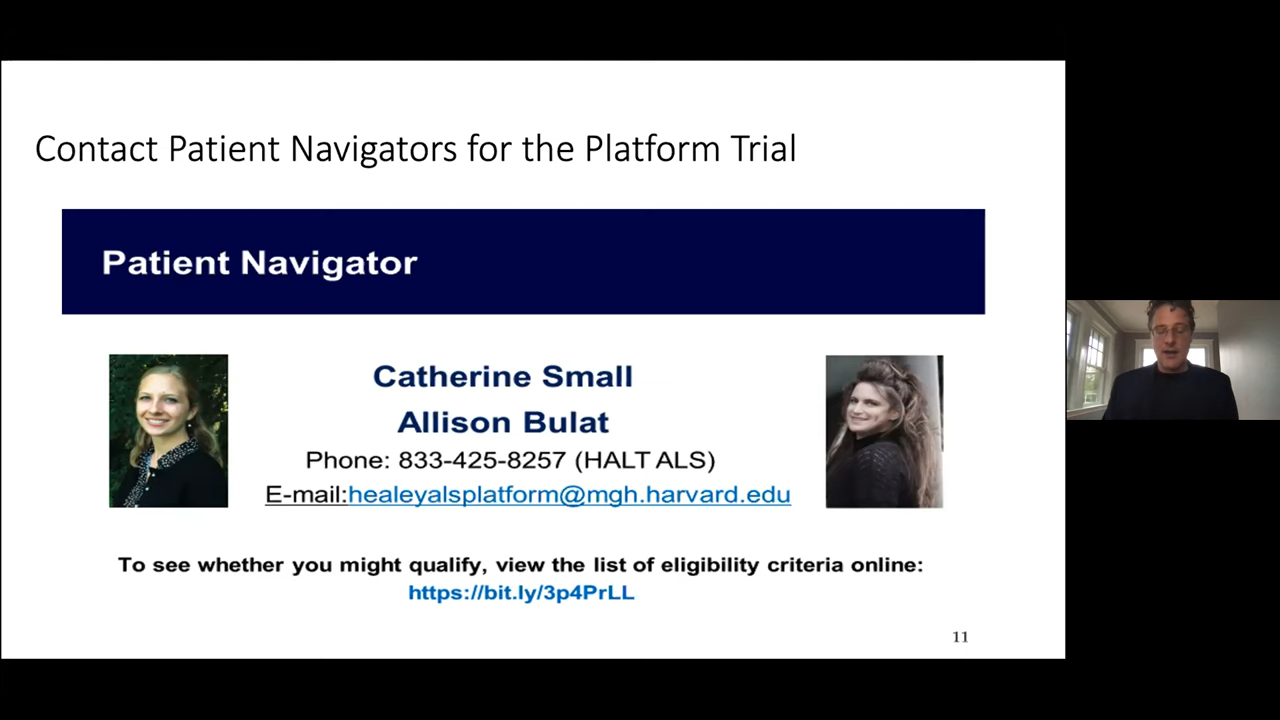 Contact Patient Navigators for the Platform Trial
Patient Navigator
Catherine Small
Allison Bulat
Phone: 833-425-8257 (HALT ALS)
E-mail:healeyalsplatform@mgh.harvard.edu
To see whether you might qualify, view the list of eligibility criteria online:
https://bit.ly/3p4PrLL
11